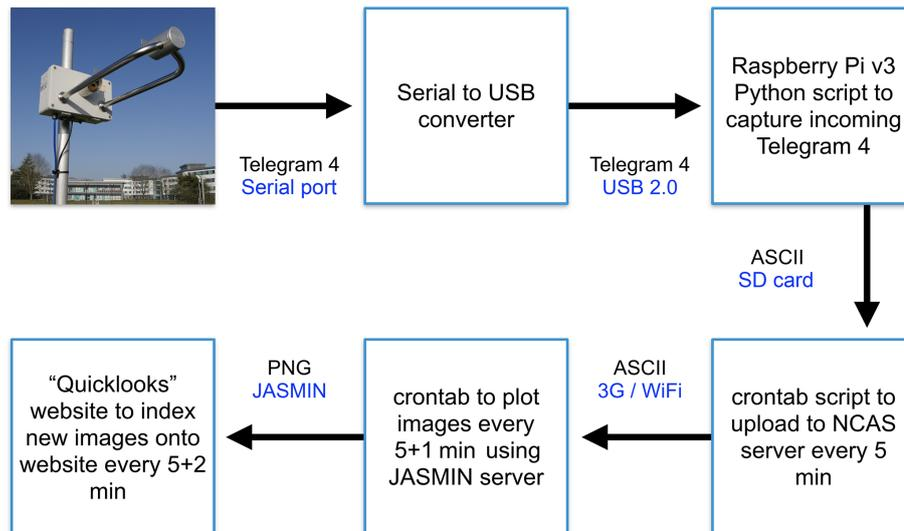 Serial to USB
converter
Raspberry Pi v3
Python script to
capture incoming
Telegram 4
Telegram 4
Serial port
Telegram 4
USB 2.0
ASCII
SD card
“Quicklooks”
website to index
new images onto
website every 5+2
min
PNG
JASMIN
crontab to plot
images every
5+1 min using
JASMIN server
ASCII
3G / WiFi
crontab script to
upload to NCAS
server every 5
min